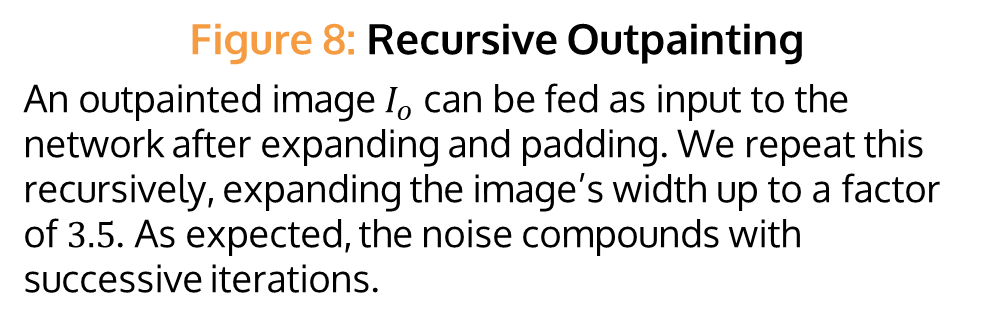 Figure 8: Recursive Outpainting
An outpainted image Iₒ can be fed as input to the
network after expanding and padding. We repeat this
recursively, expanding the image's width up to a factor
of 3.5. As expected, the noise compounds with
successive iterations.